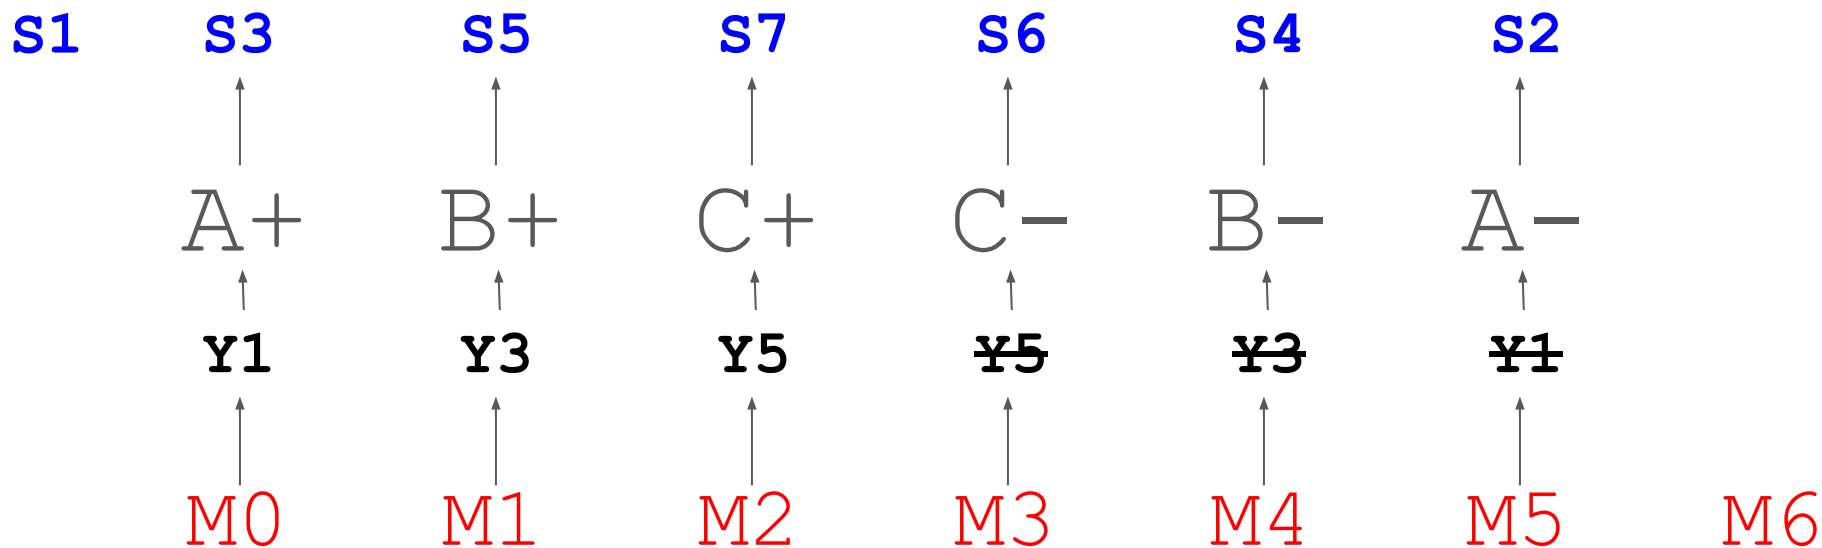 S1 S3 S5 S7 S6 S4 S2
A+ B+ C+ C- B- A-
Y1 Y3 Y5 Y5 Y3 Y1
M0 M1 M2 M3 M4 M5 M6